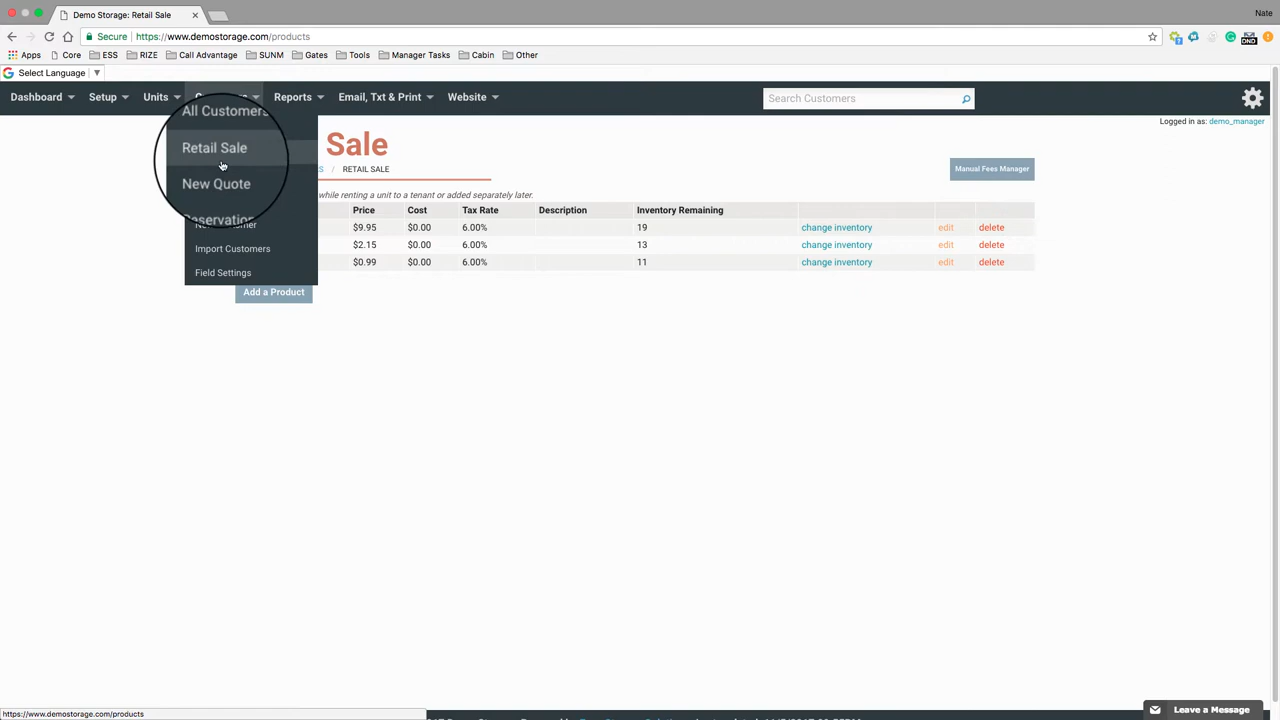 Nate
Demo Storage: Retail Sale
Secure https://www.demostorage.com/products
DND
Apps Core ESS RIZE Call Advantage SUNM Gates Tools Manager Tasks Cabin Other
Select Language
Dashboard Setup Units Reports Email, Txt & Print Website Search Customers
All Customers
Logged in as: demo_manager
Retail Sale
Sale
RETAIL SALE
Manual Fees Manager
New Quote
while renting a unit to a tenant or added separately later.
Price Cost Tax Rate Description Inventory Remaining
Reservation
$9.95 $0.00 6.00% 19 change inventory edit delete
$2.15 $0.00 6.00% 13 change inventory edit delete
Import Customers
$0.99 $0.00 6.00% 11 change inventory edit delete
Field Settings
Add a Product
Leave a Message
https://www.demostorage.com/products